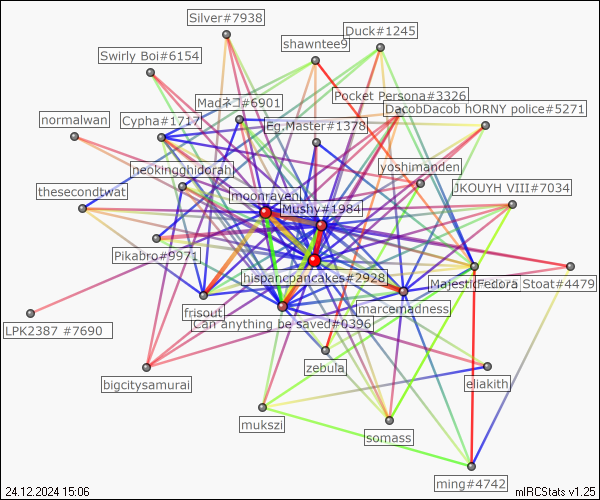 Silver#7938
Duck#1245
shawntee9
Swirly Boi#6154
Pocket Persona#3326
Madネコ#6901
DacobDacob hORNY police#5271
normalwan
Cypha#1717
Eg.Master#1378
neokingghidorah
yoshimanden
thesecondtwat
moonraven
JKOUYH VIII#7034
Mushy#1984
Pikabro#9971
hispancpancakes#2928
MajesticFedora
Stoat#4479
frisout
marcemadness
LPK2387 #7690
Can anything be saved#0396
zebula
bigcitysamurai
eliakith
mukszi
somass
ming#4742
24.12.2024 15:06
mIRCStats v1.25